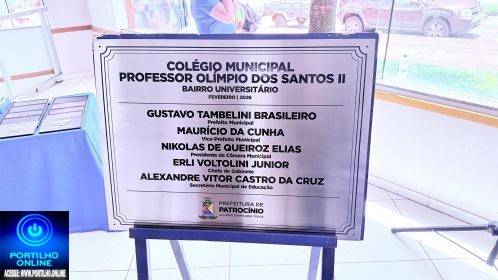 COLÉGIO MUNICIPAL
PROFESSOR OLÍMPIO DOS SANTOS II
BAIRRO UNIVERSITÁRIO
FEVEREIRO | 2026
GUSTAVO TAMBELINI BRASILEIRO
Prefeito Municipal
MAURÍCIO DA CUNHA
Vice-Prefeito Municipal
NIKOLAS DE QUEIROZ ELIAS
Presidente da Câmara Municipal
ERLI VOLTOLINI JUNIOR
Chefe de Gabinete
ALEXANDRE VITOR CASTRO DA CRUZ
Secretário Municipal de Educação
PREFEITURA DE
PATROCÍNIO
PORTILHO
ONLINE
ACESSE: WWW.PORTILHO.ONLINE